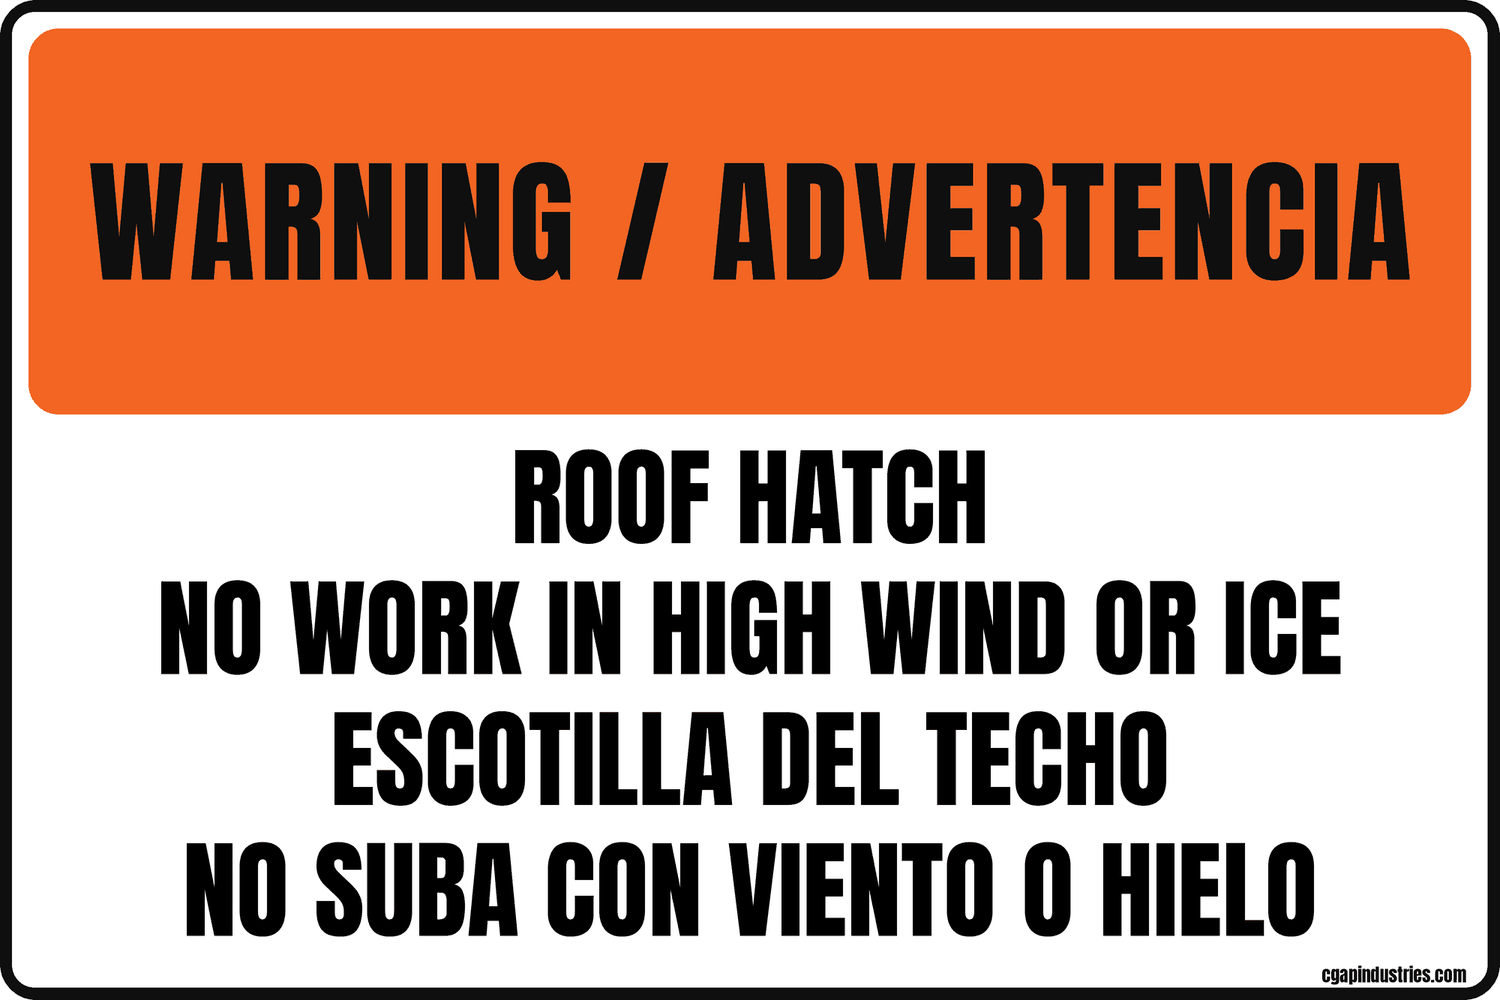 WARNING / ADVERTENCIA
ROOF HATCH
NO WORK IN HIGH WIND OR ICE
ESCOTILLA DEL TECHO
NO SUBA CON VIENTO O HIELO
cgapindustries.com